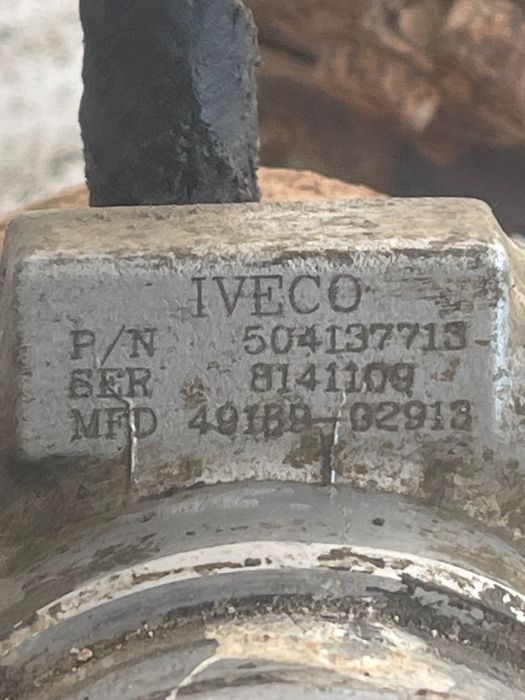 IVECO
P/N 504137713
SER 8141109
MFD 49189-02913